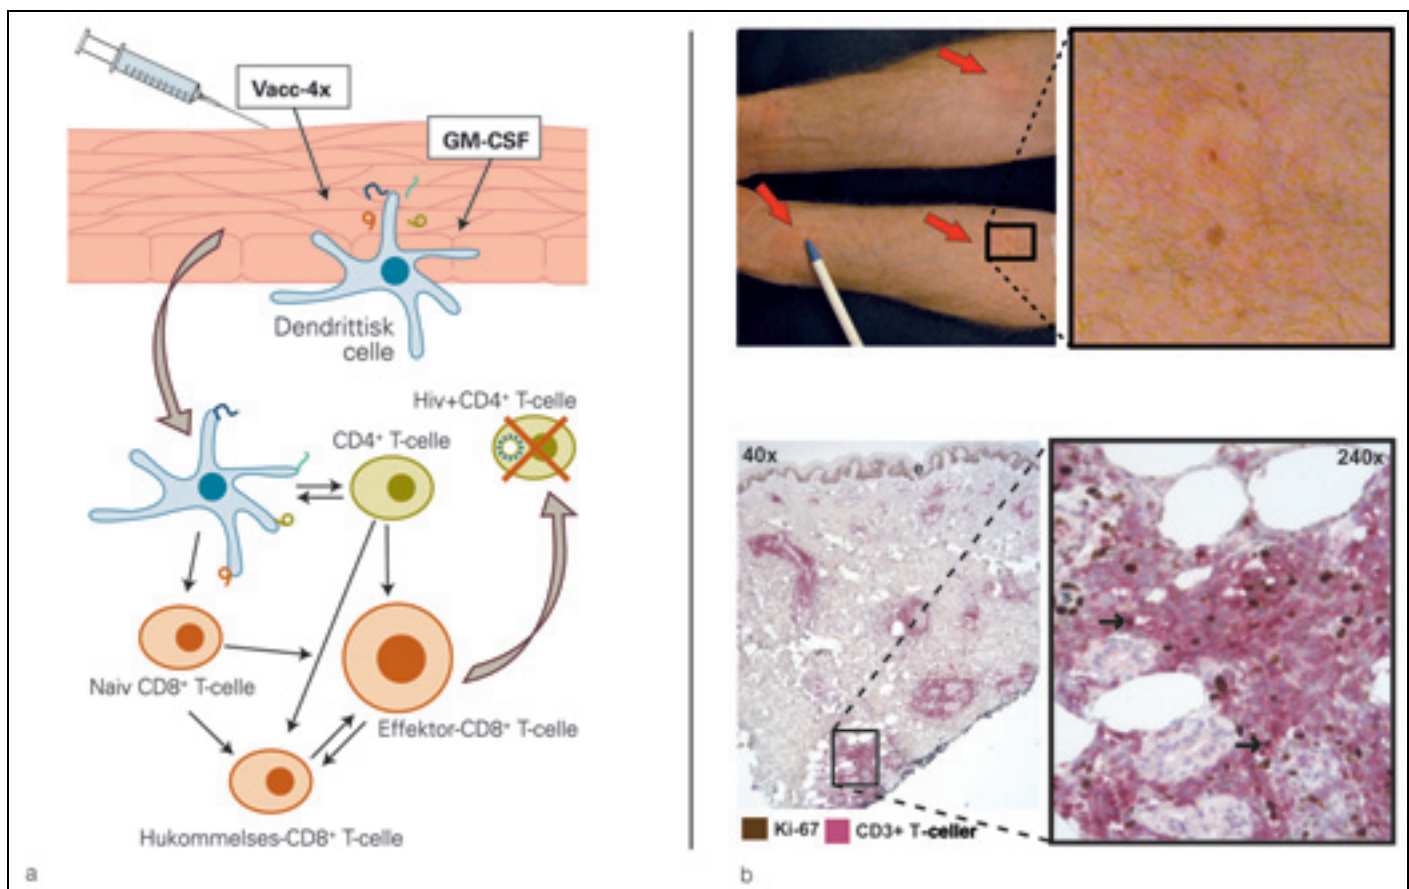 Vacc-4x
GM-CSF
Dendrittisk
celle
Hiv+CD4⁺ T-celle
CD4⁺ T-celle
Naiv CD8⁺ T-celle
Effektor-CD8⁺ T-celle
Hukommelses-CD8⁺ T-celle
a
40x
e
240x
s
Ki-67
CD3+ T-celler
b